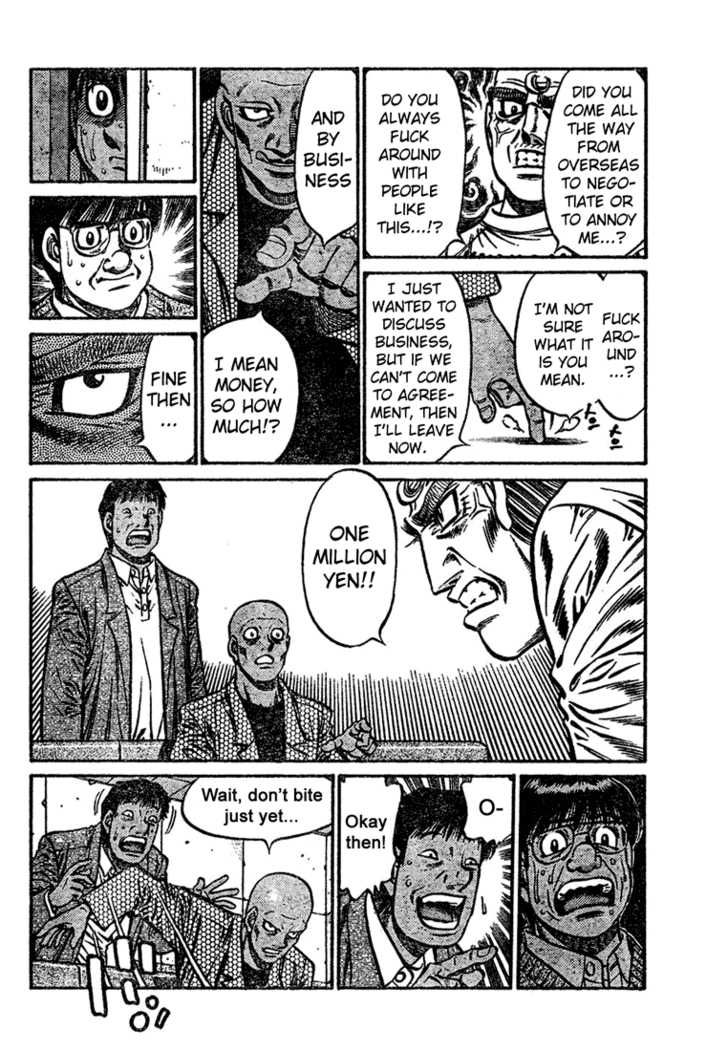 DID YOU
COME ALL
THE WAY
FROM
OVERSEAS
TO NEGO-
TIATE OR
TO ANNOY
ME...?
DO YOU
ALWAYS
FUCK
AROUND
WITH
PEOPLE
LIKE
THIS...!?
FUCK
ARO-
UND
...?
I'M NOT
SURE
WHAT IT
IS YOU
MEAN.
I JUST
WANTED TO
DISCUSS
BUSINESS,
BUT IF WE
CAN'T COME
TO AGREE-
MENT, THEN
I'LL LEAVE
NOW.
AND
BY
BUSI-
NESS
I MEAN
MONEY,
SO HOW
MUCH!?
FINE
THEN
...
ONE
MILLION
YEN!!
O-
Okay
then!
Wait, don't bite
just yet...